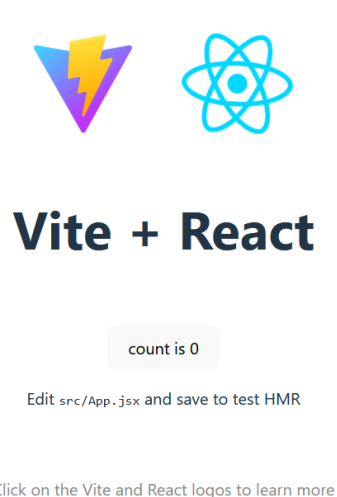 Vite + React
count is 0
Edit src/App.jsx and save to test HMR
Click on the Vite and React logos to learn more